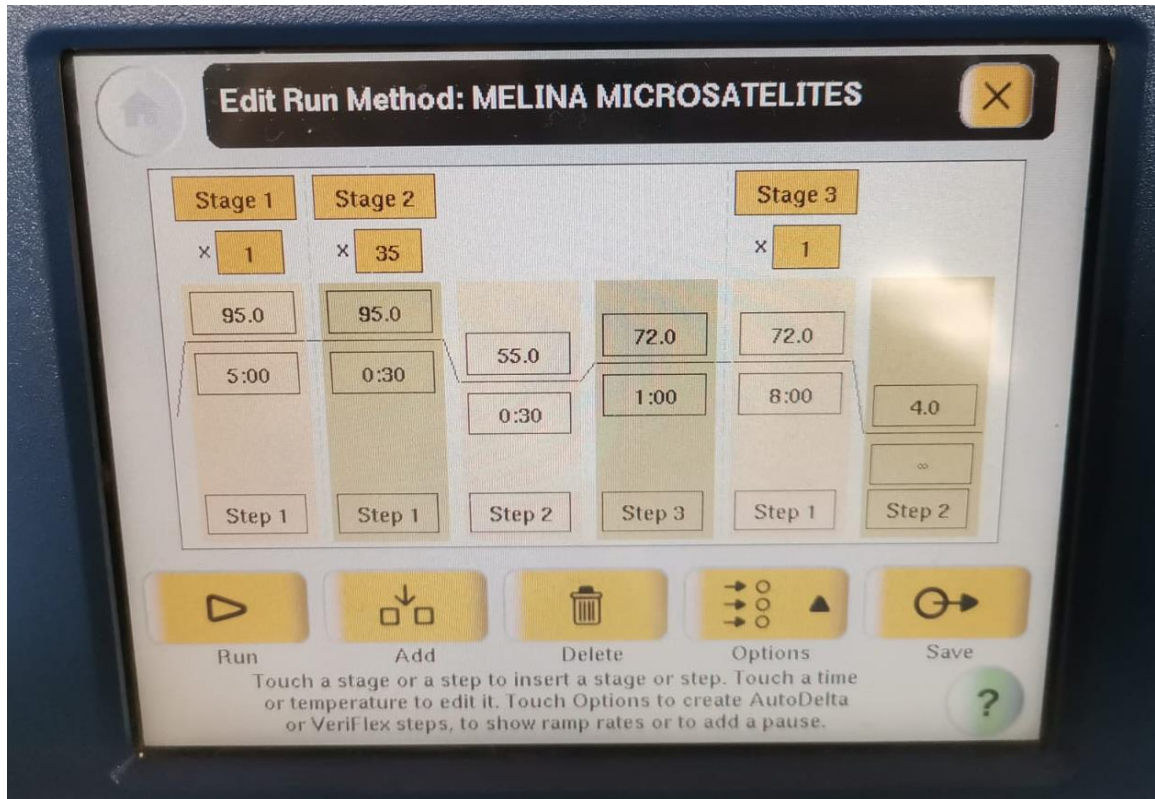 Edit Run Method: MELINA MICROSATELITES
Stage 1 Stage 2 Stage 3
x 1 x 35 x 1
95.0 95.0 55.0 72.0 72.0 4.0
5:00 0:30 0:30 1:00 8:00 ∞
Step 1 Step 1 Step 2 Step 3 Step 1 Step 2
Run Add Delete Options Save
Touch a stage or a step to insert a stage or step. Touch a time
or temperature to edit it. Touch Options to create AutoDelta
or VeriFlex steps, to show ramp rates or to add a pause.
?